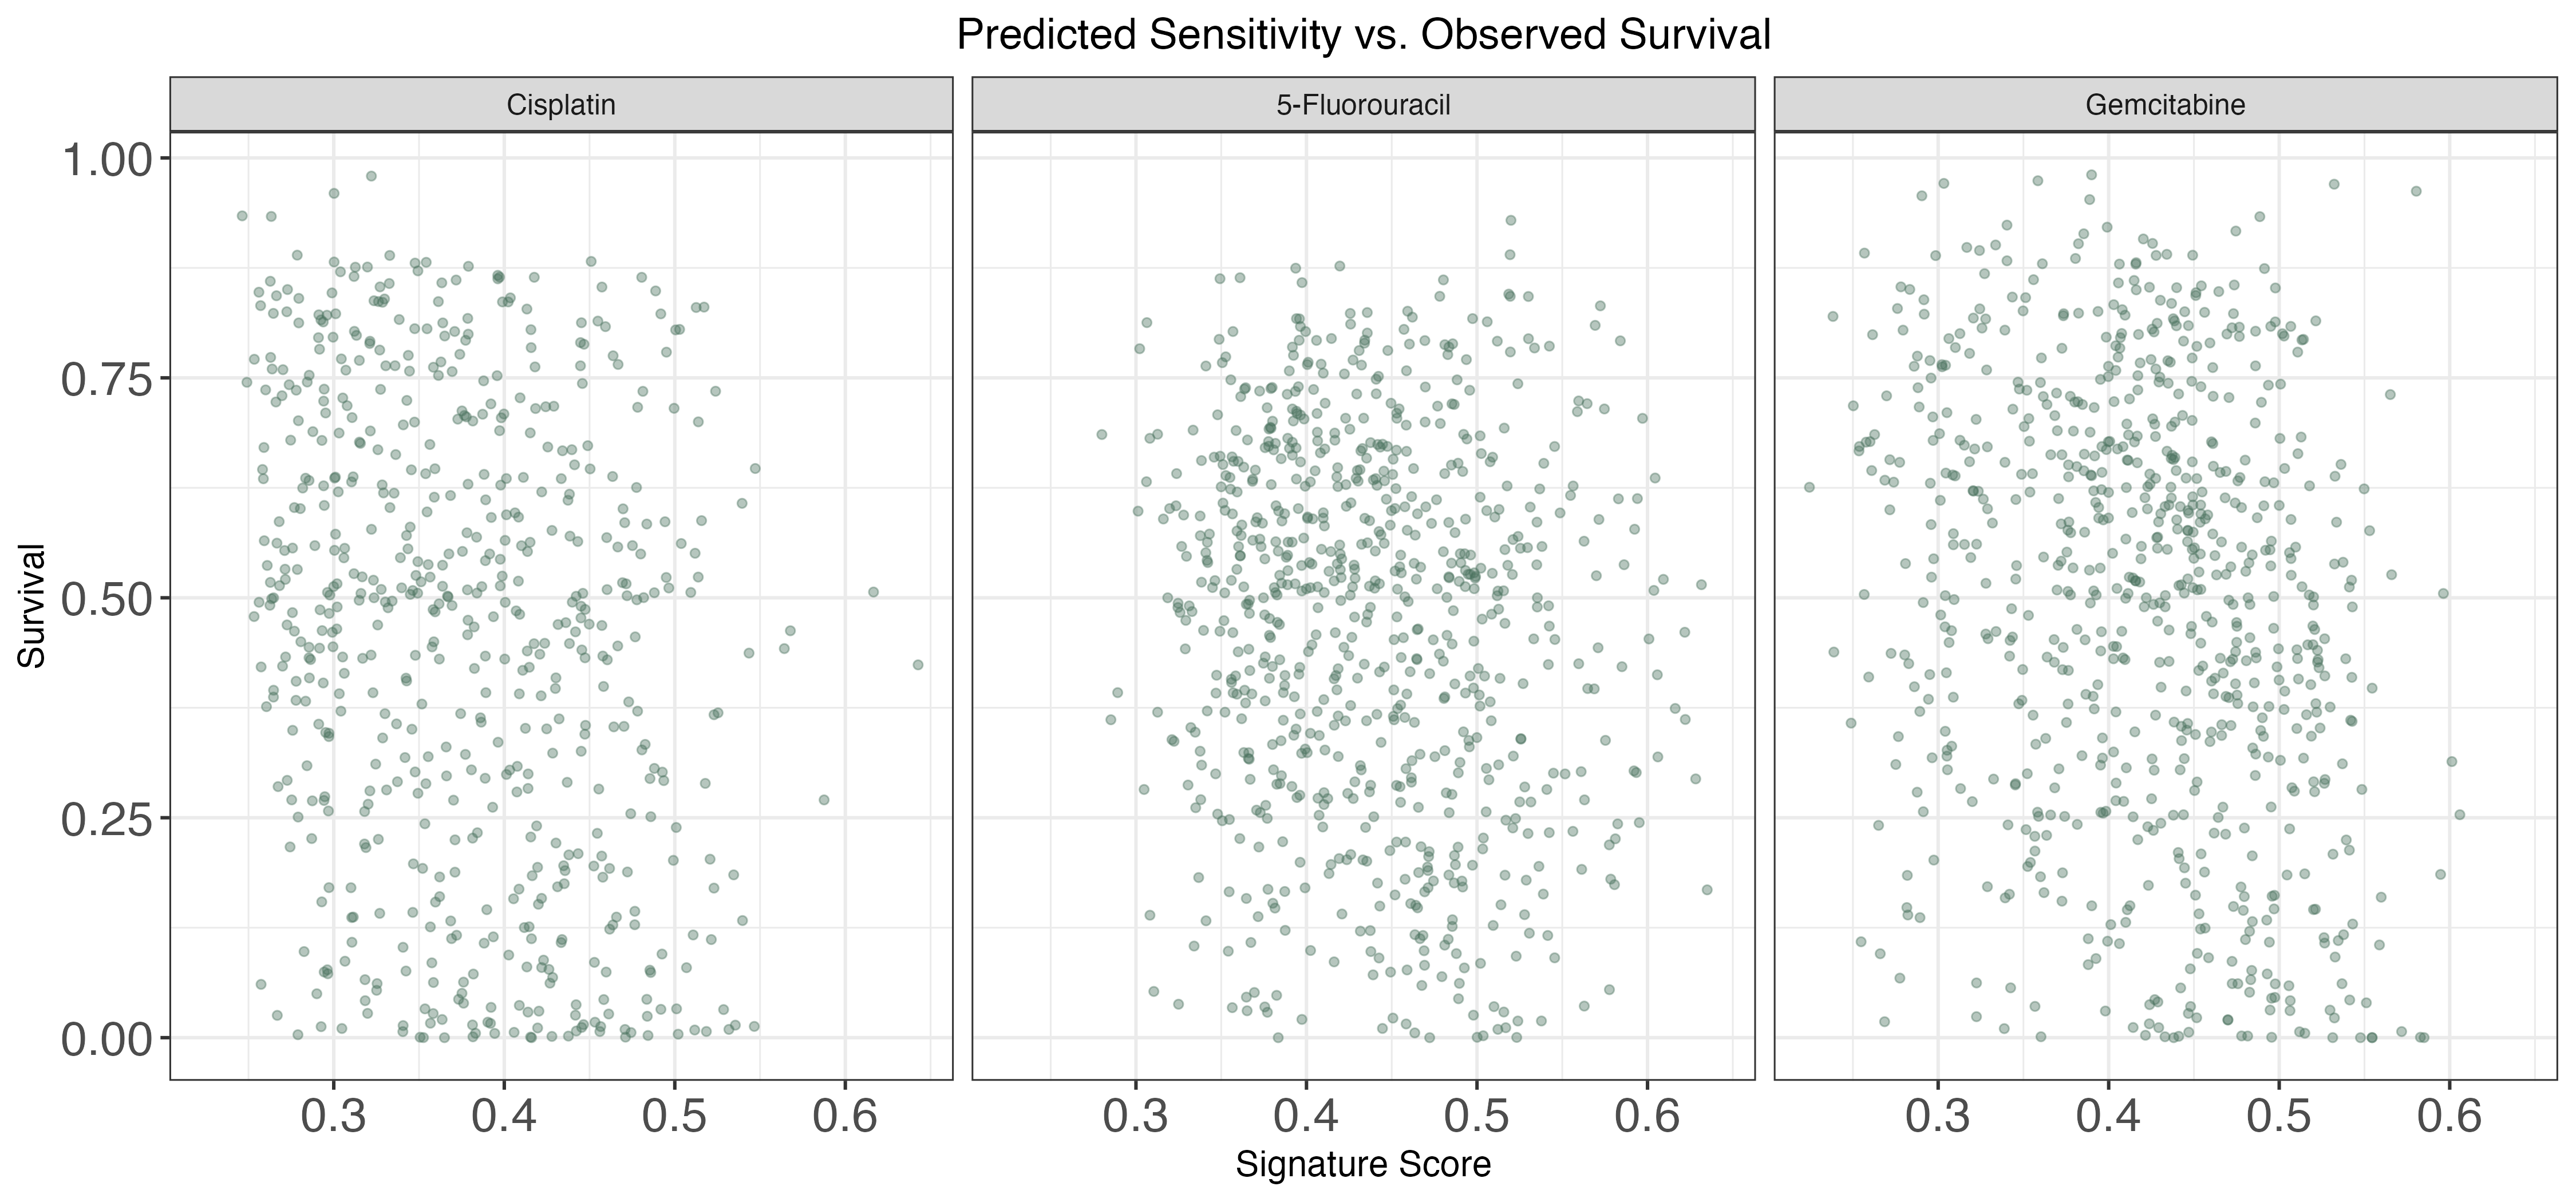 Predicted Sensitivity vs. Observed Survival
Cisplatin
5-Fluorouracil
Gemcitabine
Survival
1.00
0.75
0.50
0.25
0.00
0.3 0.4 0.5 0.6
0.3 0.4 0.5 0.6
0.3 0.4 0.5 0.6
Signature Score